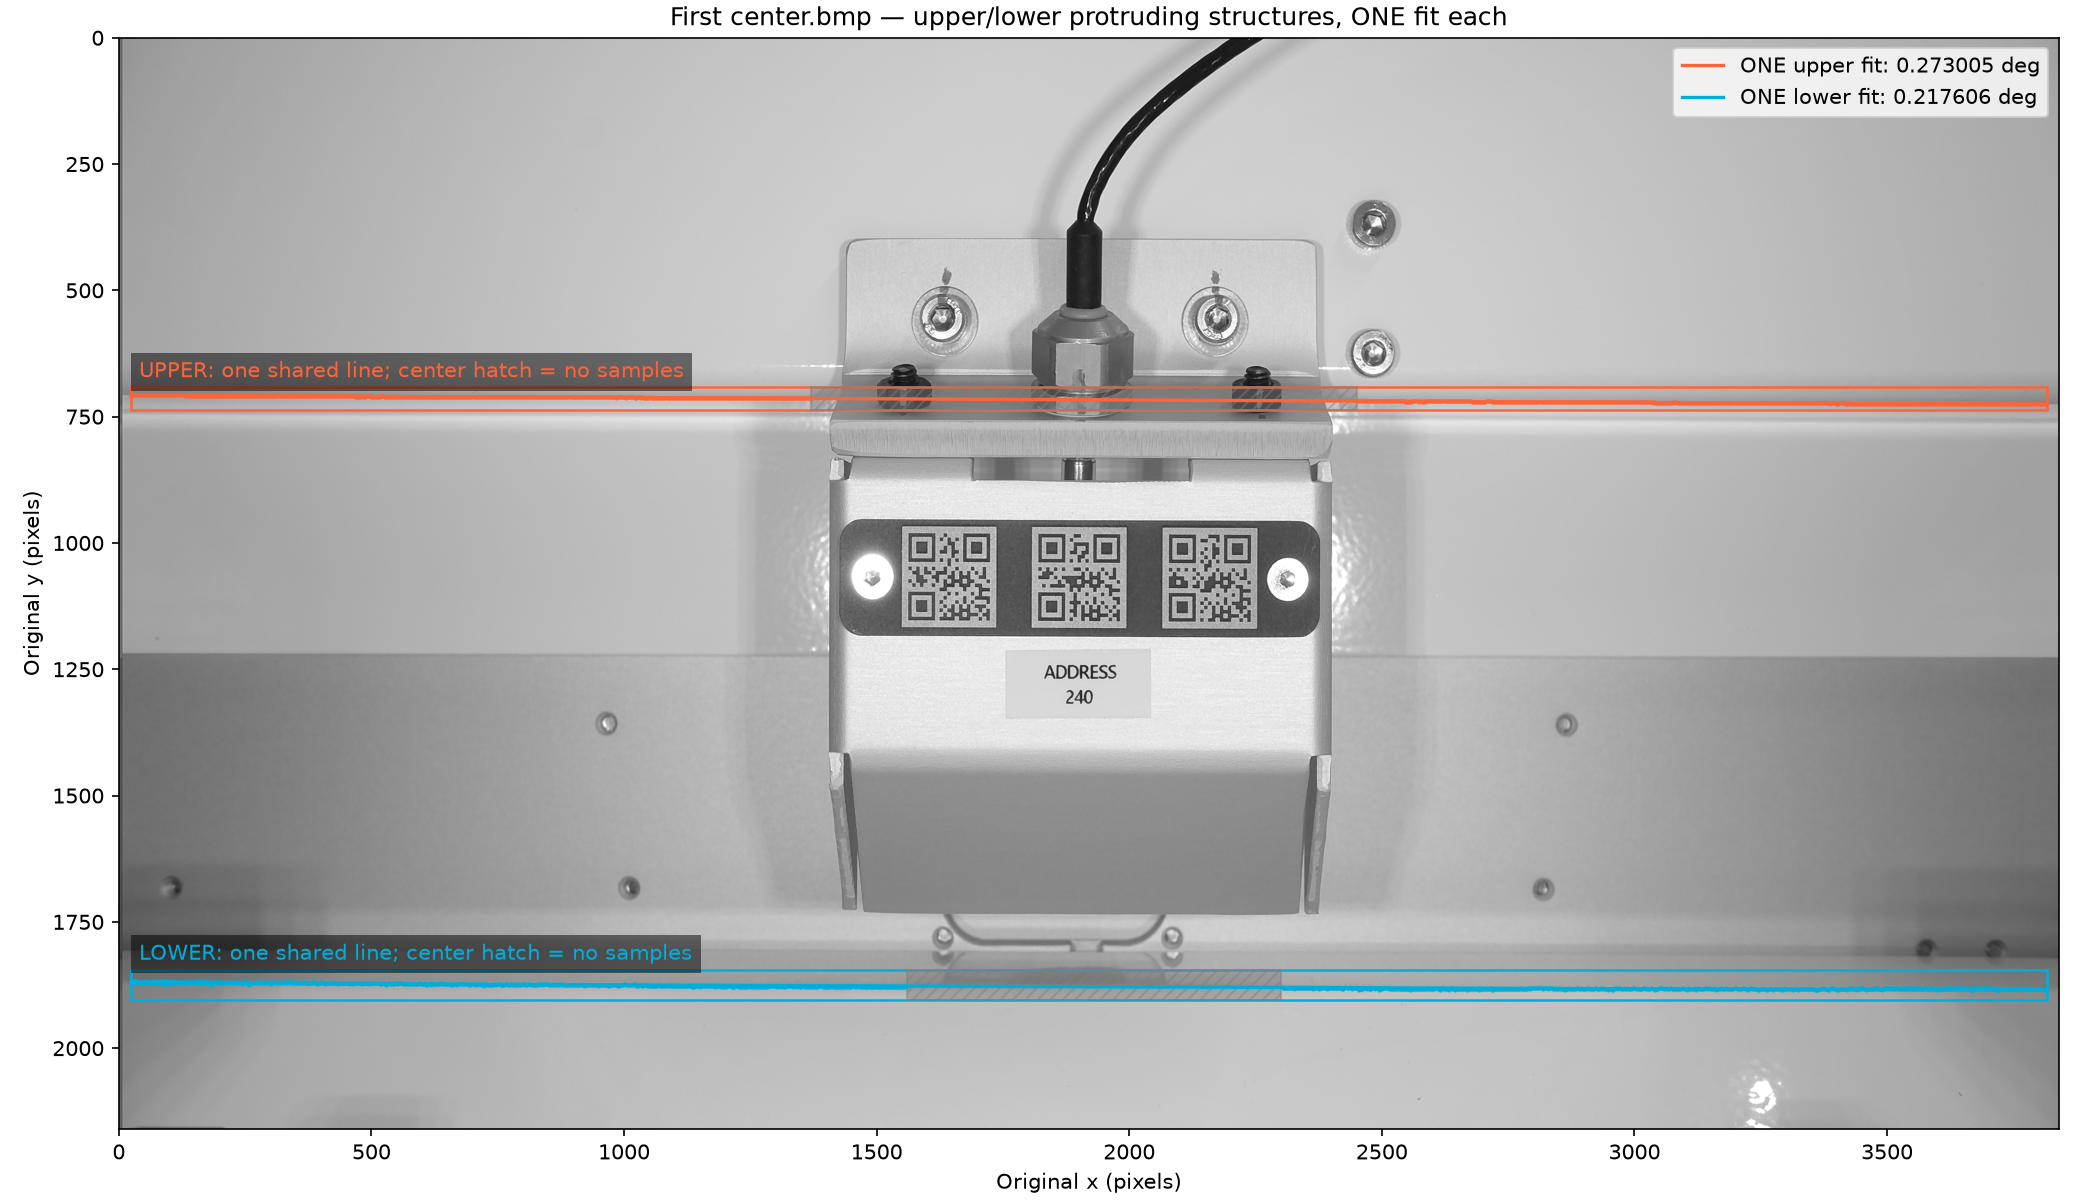 First center.bmp — upper/lower protruding structures, ONE fit each
ONE upper fit: 0.273005 deg
ONE lower fit: 0.217606 deg
UPPER: one shared line; center hatch = no samples
ADDRESS
240
LOWER: one shared line; center hatch = no samples
0
250
500
750
1000
1250
1500
1750
2000
Original y (pixels)
0
500
1000
1500
2000
2500
3000
3500
Original x (pixels)